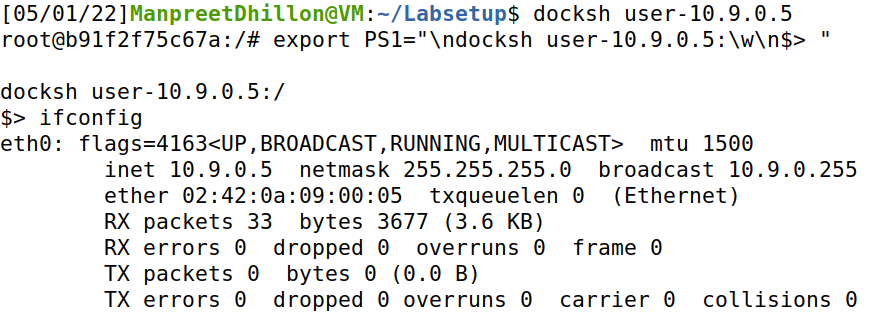 [05/01/22]ManpreetDhillon@VM:~/Labsetup$ docksh user-10.9.0.5
root@b91f2f75c67a:/# export PS1="\ndocksh user-10.9.0.5:\w\n$> "
docksh user-10.9.0.5:/
$> ifconfig
eth0: flags=4163<UP,BROADCAST,RUNNING,MULTICAST>  mtu 1500
        inet 10.9.0.5  netmask 255.255.255.0  broadcast 10.9.0.255
        ether 02:42:0a:09:00:05  txqueuelen 0  (Ethernet)
        RX packets 33  bytes 3677 (3.6 KB)
        RX errors 0  dropped 0  overruns 0  frame 0
        TX packets 0  bytes 0 (0.0 B)
        TX errors 0  dropped 0 overruns 0  carrier 0  collisions 0